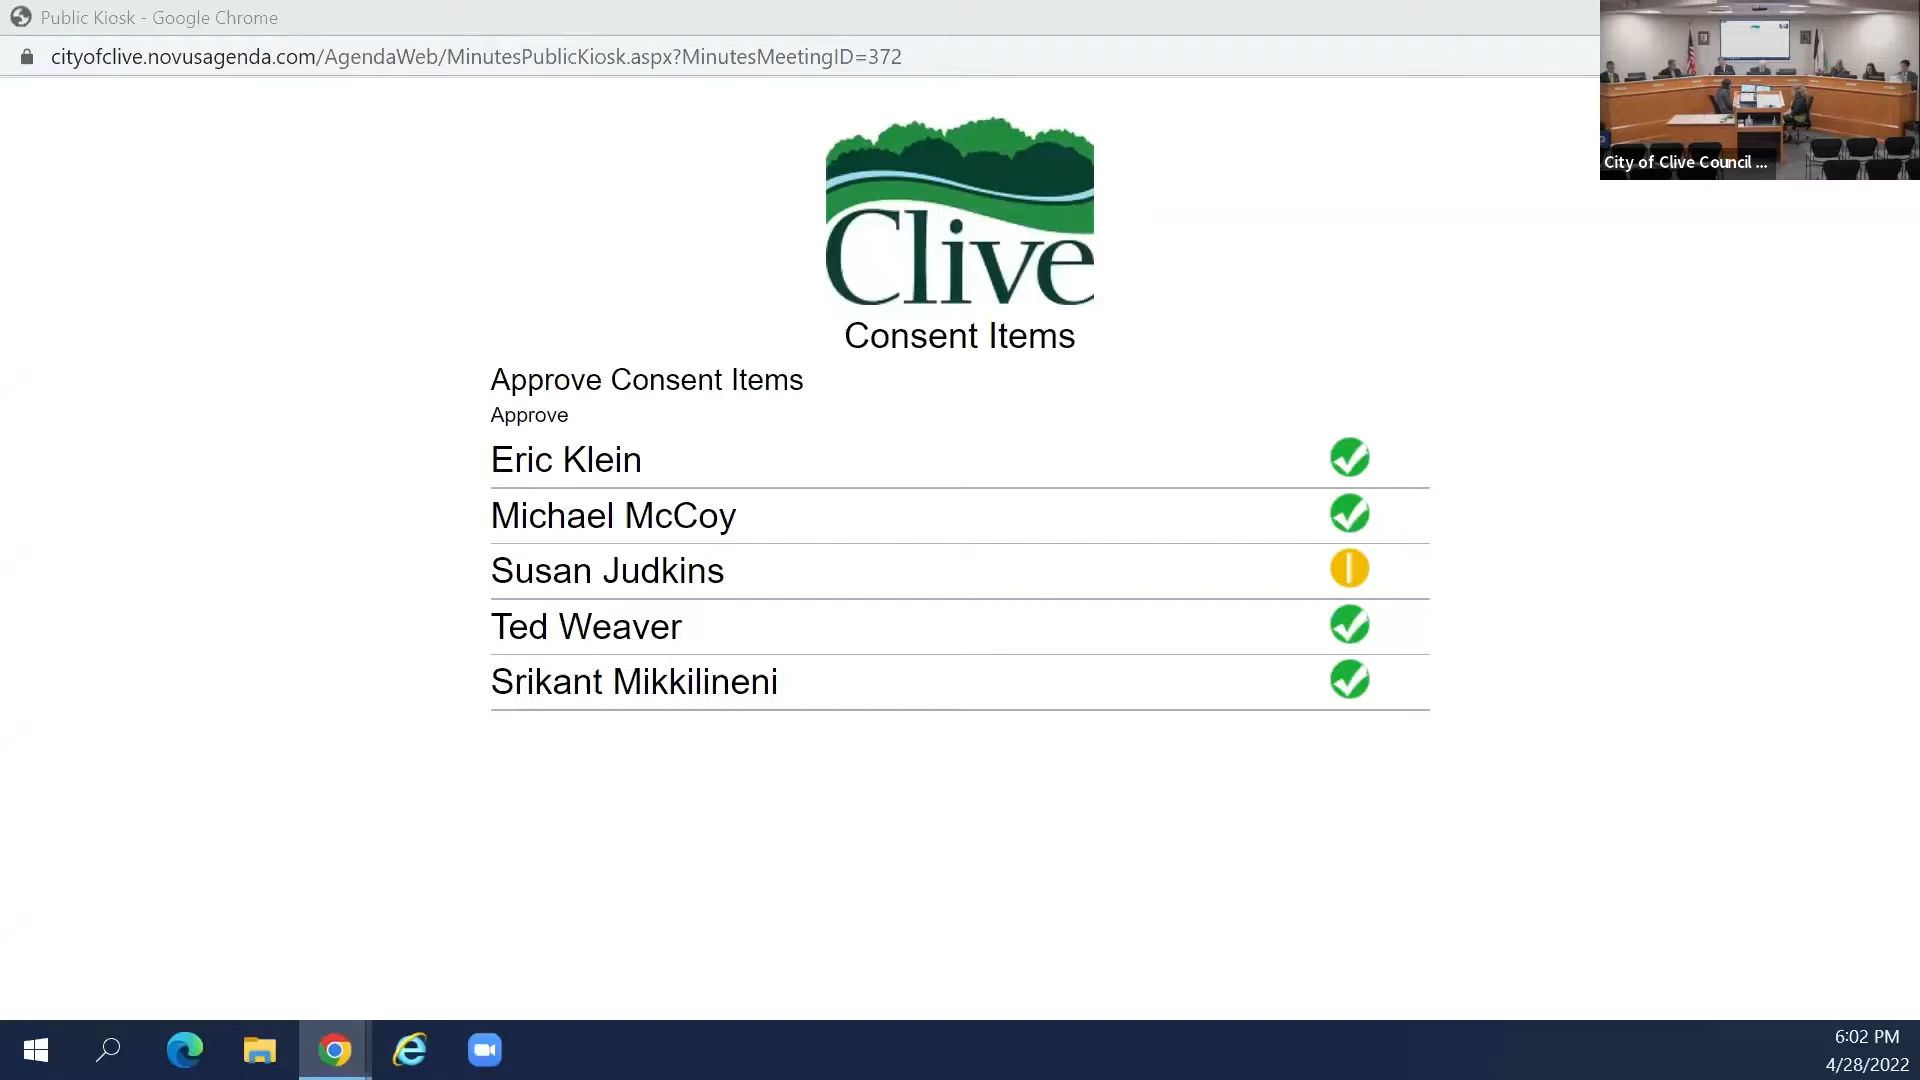 Public Kiosk - Google Chrome
cityofclive.novusagenda.com/AgendaWeb/MinutesPublicKiosk.aspx?MinutesMeetingID=372
City of Clive Council ...
Clive
Consent Items
Approve Consent Items
Approve
Eric Klein
Michael McCoy
Susan Judkins
Ted Weaver
Srikant Mikkilineni
6:02 PM
4/28/2022